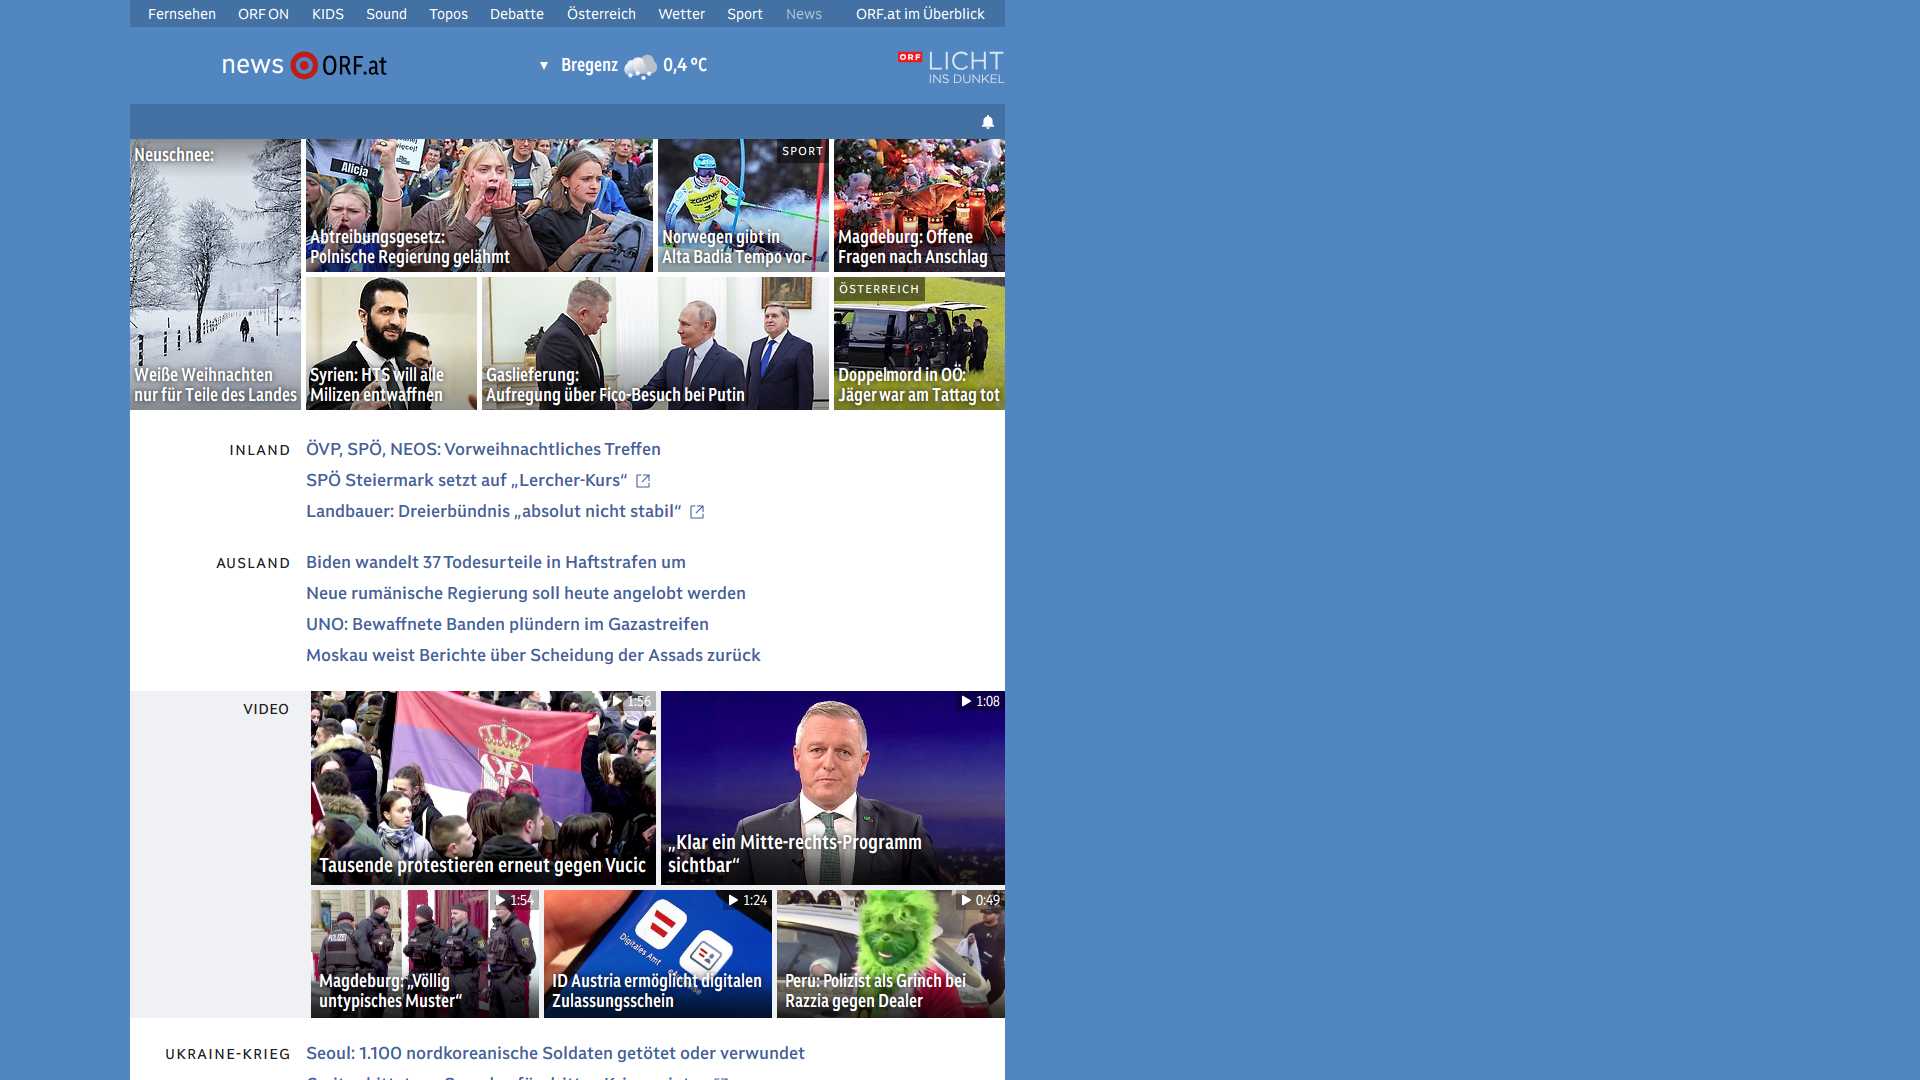 Fernsehen ORF ON KIDS Sound Topos Debatte Österreich Wetter Sport News ORF.at im Überblick
news ORF.at
Bregenz 0,4 °C
ORF LICHT
INS DUNKEL
Neuschnee:
Weiße Weihnachten
nur für Teile des Landes
Alicja
Abtreibungsgesetz:
Polnische Regierung gelähmt
SPORT
Norwegen gibt in
Alta Badia Tempo vor
Magdeburg: Offene
Fragen nach Anschlag
Syrien: HTS will alle
Milizen entwaffnen
Gaslieferung:
Aufregung über Fico-Besuch bei Putin
ÖSTERREICH
Doppelmord in OÖ:
Jäger war am Tattag tot
INLAND
ÖVP, SPÖ, NEOS: Vorweihnachtliches Treffen
SPÖ Steiermark setzt auf „Lercher-Kurs“
Landbauer: Dreierbündnis „absolut nicht stabil“
AUSLAND
Biden wandelt 37 Todesurteile in Haftstrafen um
Neue rumänische Regierung soll heute angelobt werden
UNO: Bewaffnete Banden plündern im Gazastreifen
Moskau weist Berichte über Scheidung der Assads zurück
VIDEO
1:56
Tausende protestieren erneut gegen Vucic
1:08
„Klar ein Mitte-rechts-Programm
sichtbar“
1:54
POLIZEI
Magdeburg: „Völlig
untypisches Muster“
1:24
Digitales Amt
ID Austria ermöglicht digitalen
Zulassungsschein
0:49
Peru: Polizist als Grinch bei
Razzia gegen Dealer
UKRAINE-KRIEG
Seoul: 1.100 nordkoreanische Soldaten getötet oder verwundet